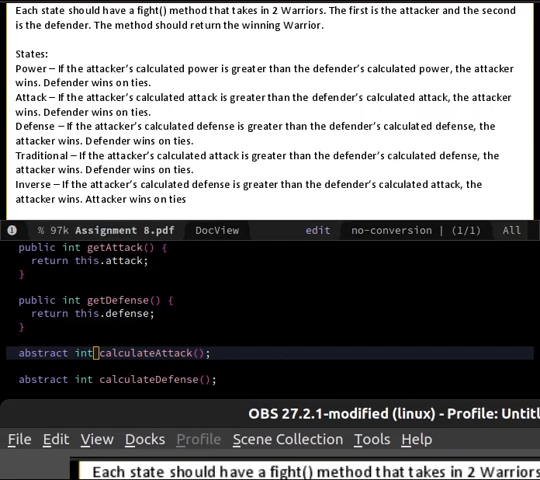 Each state should have a fight() method that takes in 2 Warriors. The first is the attacker and the second
is the defender. The method should return the winning Warrior.
States:
Power – If the attacker's calculated power is greater than the defender's calculated power, the attacker
wins. Defender wins on ties.
Attack – If the attacker's calculated attack is greater than the defender's calculated attack, the attacker
wins. Defender wins on ties.
Defense – If the attacker's calculated defense is greater than the defender's calculated defense, the
attacker wins. Defender wins on ties.
Traditional – If the attacker's calculated attack is greater than the defender's calculated defense, the
attacker wins. Defender wins on ties.
Inverse – If the attacker's calculated defense is greater than the defender's calculated attack, the
attacker wins. Attacker wins on ties
1 % 97k Assignment 8.pdf DocView edit no-conversion | (1/1) All
public int getAttack() {
return this.attack;
}
public int getDefense() {
return this.defense;
}
abstract int calculateAttack();
abstract int calculateDefense();
OBS 27.2.1-modified (linux) - Profile: Untitl
File Edit View Docks Profile Scene Collection Tools Help
Each state should have a fight() method that takes in 2 Warriors